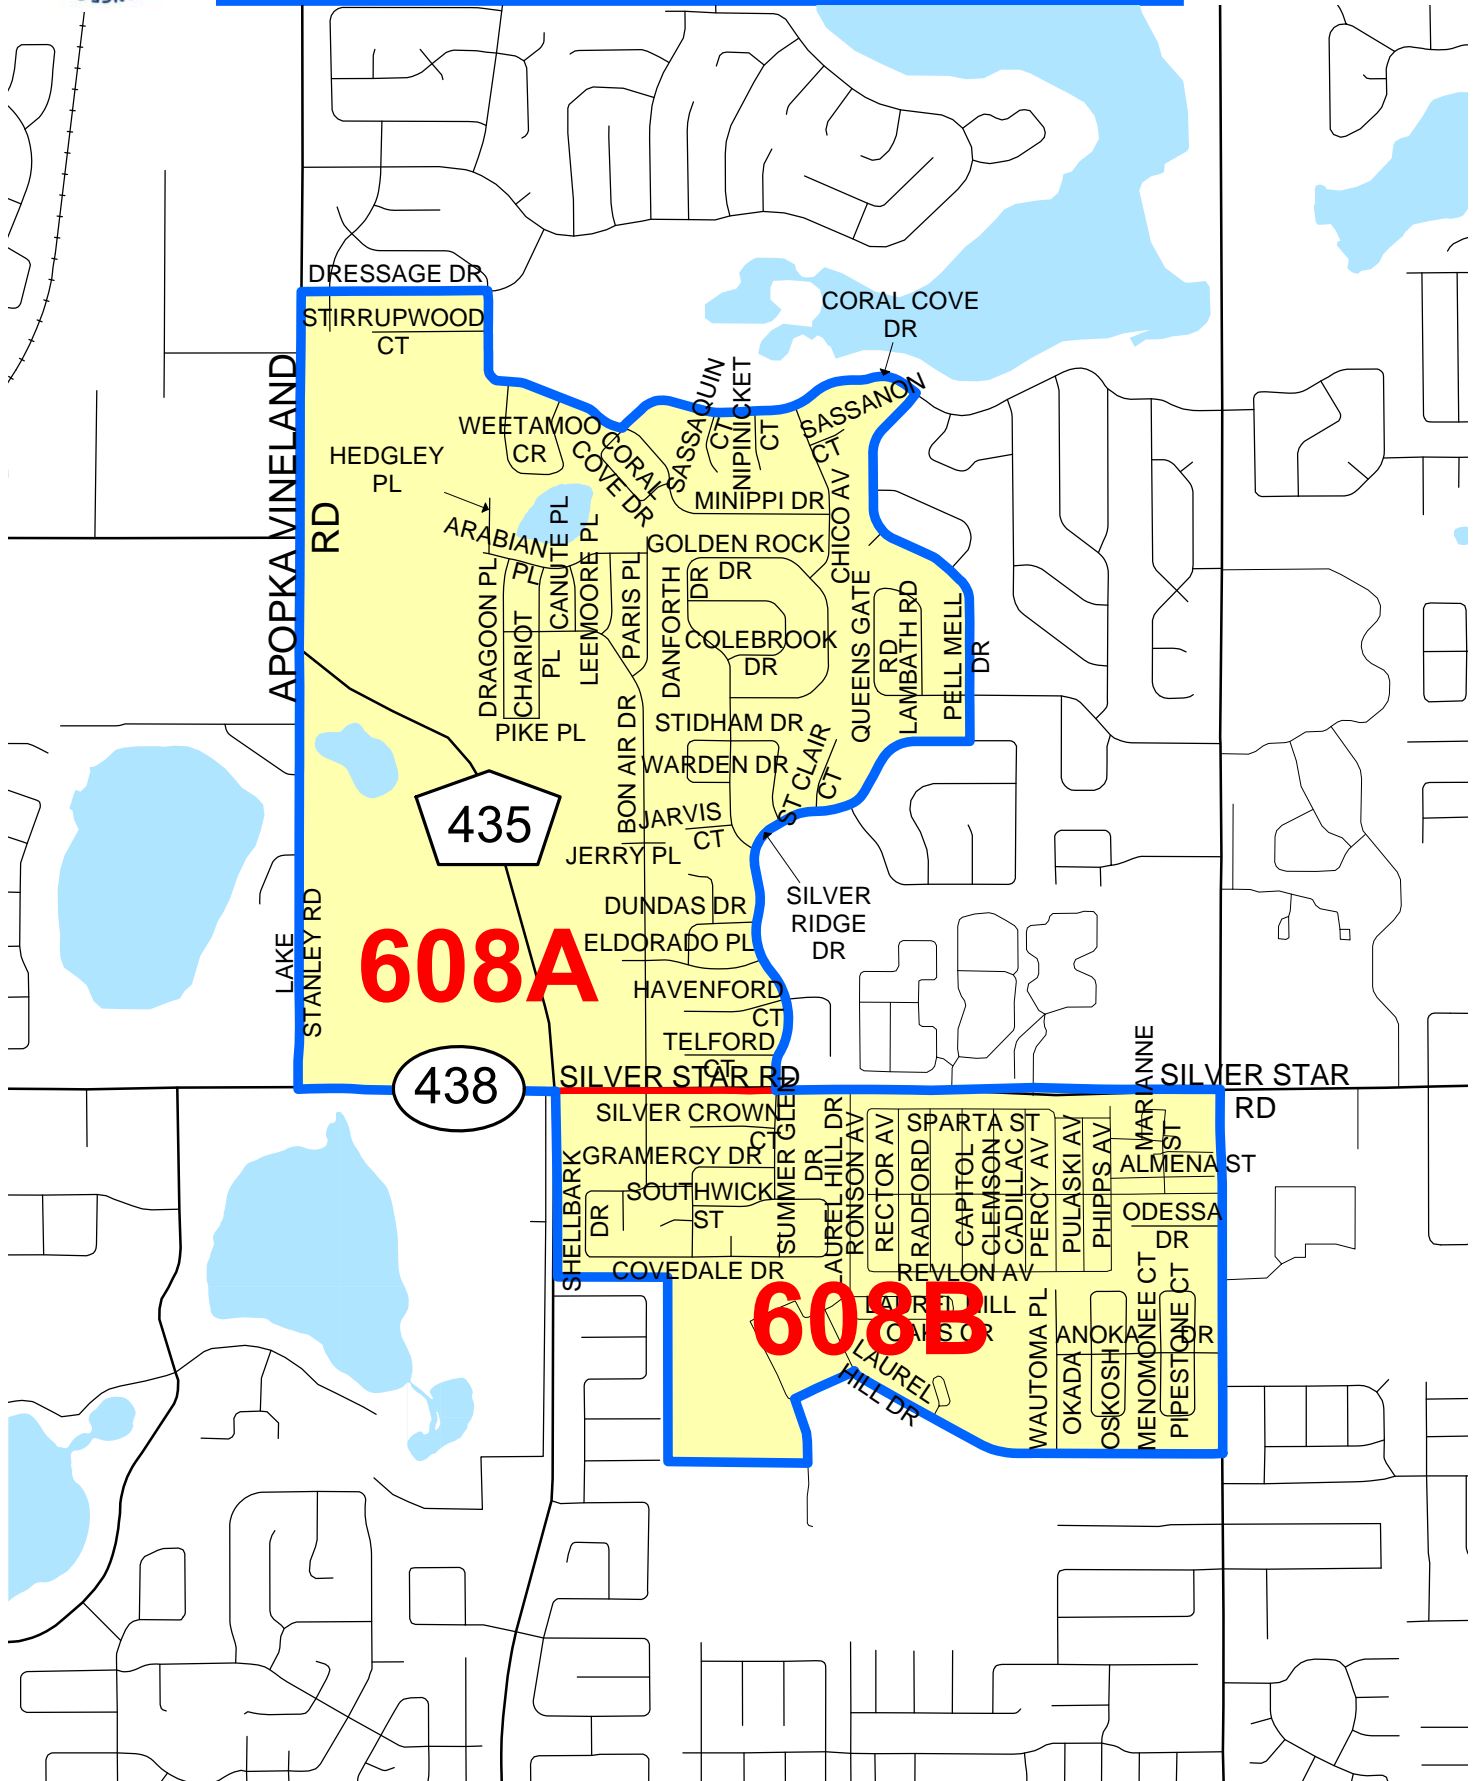 DRESSAGE DR
CORAL COVE
DR
STIRRUPWOOD
CT
APOPKA VINELAND
RD
HEDGLEY
PL
WEETAMOO
CR
CORAL
COVE DR
SASSAQUIN
CT
NIPINICKET
CT
SASSANON
CT
MINIPPI DR
CHICO AV
ARABIAN
PL
CANUTE PL
LEEMOORE PL
GOLDEN ROCK
DR
DRAGOON PL
CHARIOT
PL
PARIS PL
DANFORTH
DR
COLEBROOK
DR
QUEENS GATE
RD
LAMBATH RD
PELL MELL
DR
PIKE PL
STIDHAM DR
BON AIR DR
WARDEN DR
ST CLAIR
CT
435
JARVIS
CT
JERRY PL
SILVER
RIDGE
DR
DUNDAS DR
ELDORADO PL
LAKE
STANLEY RD
608A
HAVENFORD
CT
TELFORD
CT
438
SILVER STAR RD
SILVER STAR
RD
SILVER CROWN
CT
GRAMERCY DR
SHELLBARK
DR
SOUTHWICK
ST
COVEDALE DR
SUMMER GLEN
DR
LAUREL HILL DR
RONSON AV
RECTOR AV
SPARTA ST
RADFORD
CAPITOL
CLEMSON
CADILLAC
PERCY AV
PULASKI AV
PHIPPS AV
MARIANNE
ST
ALMENA ST
ODESSA
DR
REVLON AV
LAUREL HILL
OAKS CR
608B
LAUREL
HILL DR
WAUTOMA PL
OKADA
ANOKA DR
OSKOSH
MENOMONEE CT
PIPESTONE CT